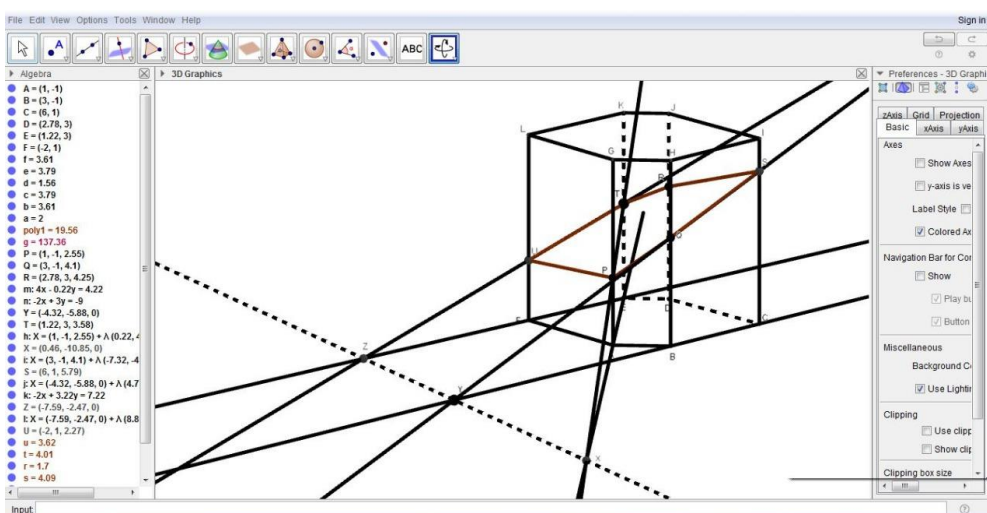 File Edit View Options Tools Window Help
Sign in
ABC
Algebra
3D Graphics
Preferences - 3D Graphi
A = (1, -1)
B = (3, -1)
C = (6, 1)
D = (2.78, 3)
E = (1.22, 3)
F = (-2, 1)
f = 3.61
e = 3.79
d = 1.56
c = 3.79
b = 3.61
a = 2
poly1 = 19.56
g = 137.36
P = (1, -1, 2.55)
Q = (3, -1, 4.1)
R = (2.78, 3, 4.25)
m: 4x - 0.22y = 4.22
n: -2x + 3y = -9
Y = (-4.32, -5.88, 0)
T = (1.22, 3, 3.58)
h: X = (1, -1, 2.55) + λ (0.22, 4
X = (0.46, -10.85, 0)
i: X = (3, -1, 4.1) + λ (-7.32, -4
S = (6, 1, 5.79)
j: X = (-4.32, -5.88, 0) + λ (4.7
k: -2x + 3.22y = 7.22
Z = (-7.59, -2.47, 0)
l: X = (-7.59, -2.47, 0) + λ (8.8
U = (-2, 1, 2.27)
u = 3.62
t = 4.01
r = 1.7
s = 4.09
K
J
L
I
G
H
S
R
T
Q
U
P
E
D
F
C
B
Z
Y
X
zAxis Grid Projection
Basic xAxis yAxis
Axes
Show Axes
y-axis is ve
Label Style
Colored Ax
Navigation Bar for Cor
Show
Play bu
Button
Miscellaneous
Background Co
Use Lightin
Clipping
Use clipp
Show clip
Clipping box size
Input: